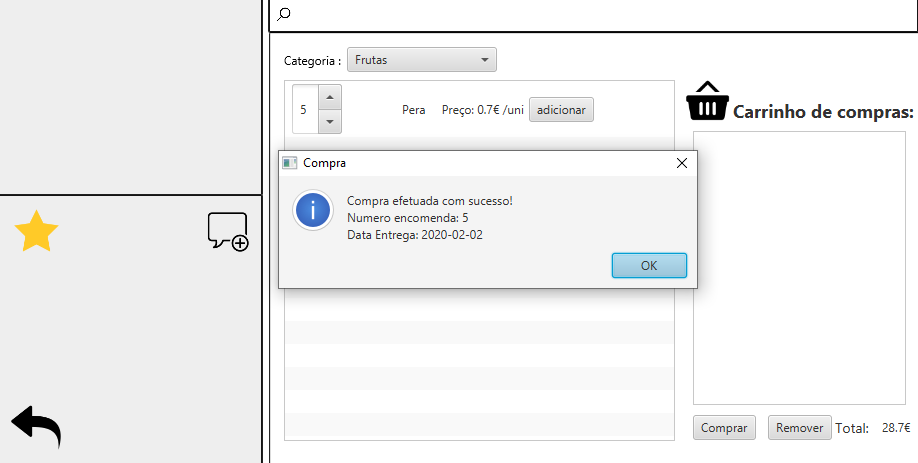 Categoria :
Frutas
5
Pera
Preço: 0.7€ /uni
adicionar
Carrinho de compras:
Compra
Compra efetuada com sucesso!
Numero encomenda: 5
Data Entrega: 2020-02-02
OK
Comprar
Remover
Total:
28.7€